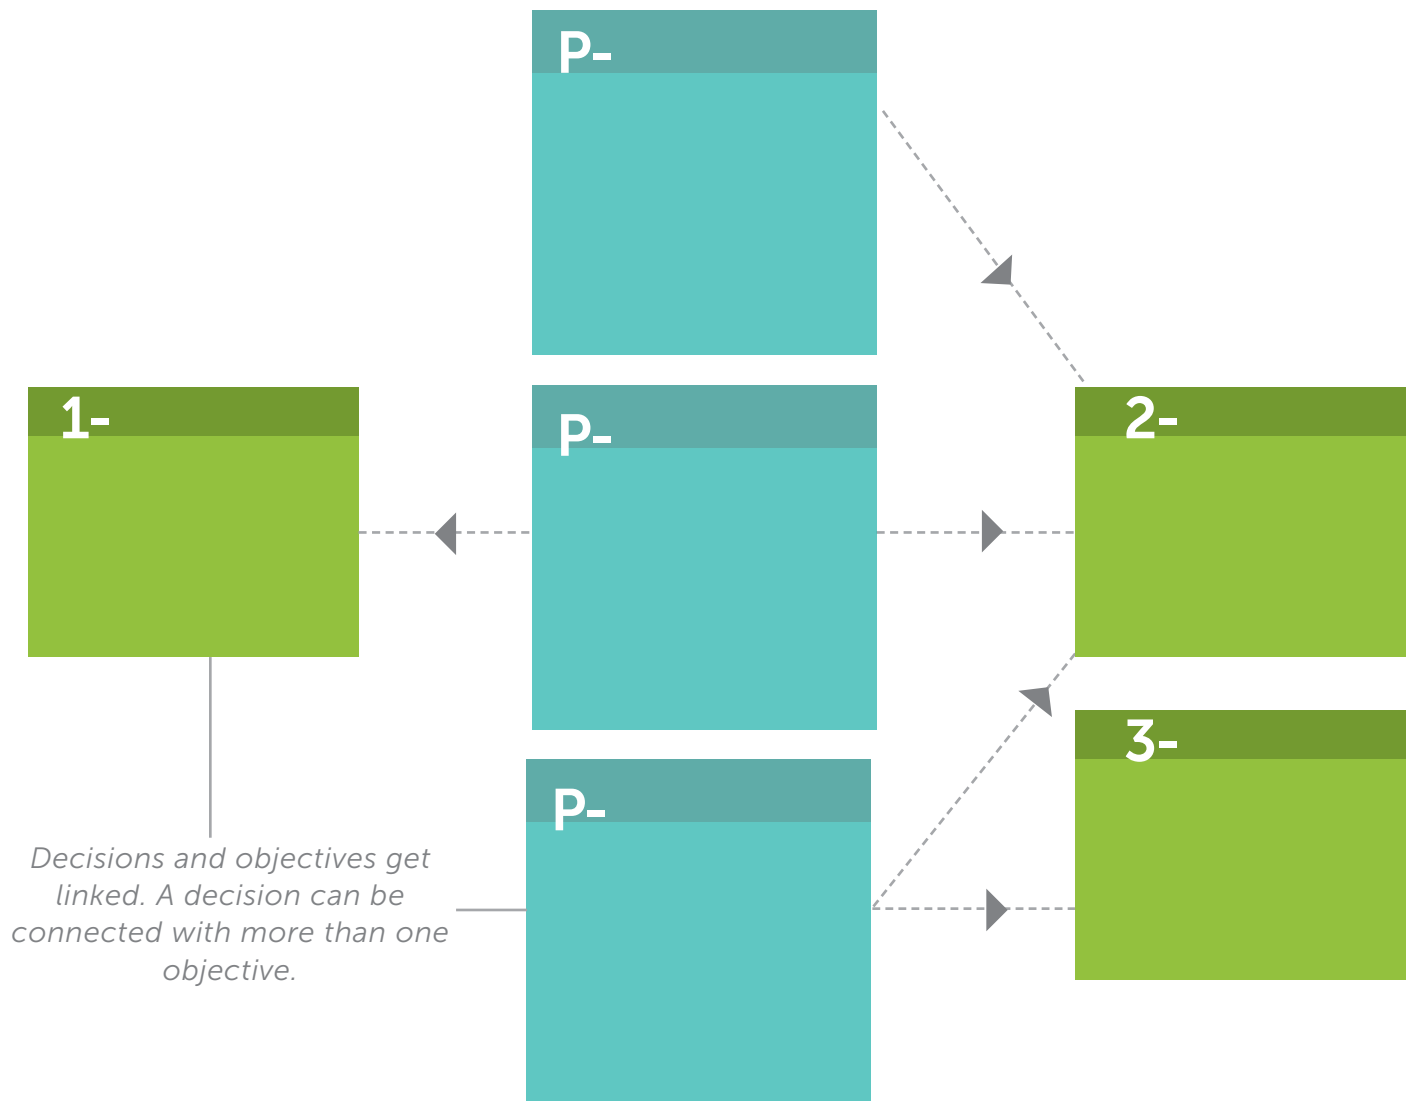 P-
1-
P-
2-
3-
P-
Decisions and objectives get
linked. A decision can be
connected with more than one
objective.